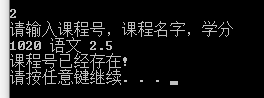 2
请输入课程号，课程名字，学分
1020 语文 2.5
课程号已经存在!
请按任意键继续. . .